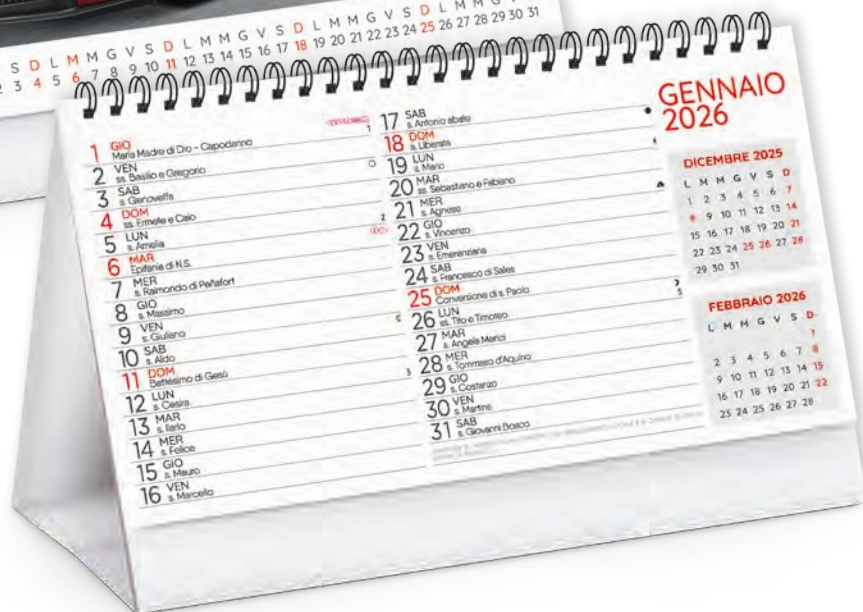 S D L M M G V S D L M M G V S D L M M G V S D L M M G V S
2 3 4 5 6 7 8 9 10 11 12 13 14 15 16 17 18 19 20 21 22 23 24 25 26 27 28 29 30 31
1 GIO
Maria Madre di Dio - Capodanno
1
2 VEN
ss. Basilio e Gregorio
3 SAB
s. Genoveffa
4 DOM
ss. Ermete e Caio
2
5 LUN
s. Amelia
6 MAR
Epifania di N.S.
7 MER
s. Raimondo di Peñafort
8 GIO
s. Massimo
9 VEN
s. Giuliano
10 SAB
s. Aldo
11 DOM
Battesimo di Gesù
3
12 LUN
s. Cesira
13 MAR
s. Ilario
14 MER
s. Felice
15 GIO
s. Mauro
16 VEN
s. Marcello
17 SAB
s. Antonio abate
18 DOM
s. Liberata
4
19 LUN
s. Mario
20 MAR
ss. Sebastiano e Fabiano
21 MER
s. Agnese
22 GIO
s. Vincenzo
23 VEN
s. Emerenziana
24 SAB
s. Francesco di Sales
25 DOM
Conversione di s. Paolo
5
26 LUN
ss. Tito e Timoteo
27 MAR
s. Angela Merici
28 MER
s. Tommaso d'Aquino
29 GIO
s. Costanzo
30 VEN
s. Martina
31 SAB
s. Giovanni Bosco
GENNAIO
2026
DICEMBRE 2025
L M M G V S D
1 2 3 4 5 6 7
8 9 10 11 12 13 14
15 16 17 18 19 20 21
22 23 24 25 26 27 28
29 30 31
FEBBRAIO 2026
L M M G V S D
1
2 3 4 5 6 7 8
9 10 11 12 13 14 15
16 17 18 19 20 21 22
23 24 25 26 27 28